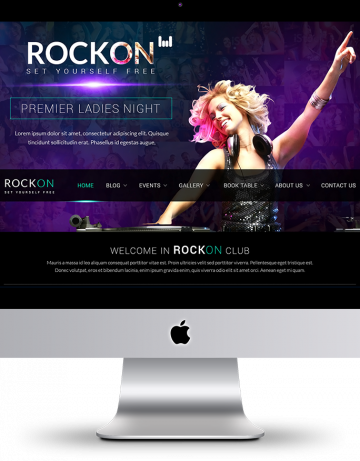 ROCKON
SET YOURSELF FREE
PREMIER LADIES NIGHT
Lorem ipsum dolor sit amet, consectetur adipiscing elit. Quisque
tincidunt sollicitudin erat. Phasellus id egestas augue.
ROCKON
SET YOURSELF FREE
HOME BLOG EVENTS GALLERY BOOK TABLE ABOUT US CONTACT US
WELCOME IN ROCKON CLUB
Mauris a massa id leo aliquam consequat porttitor vitae est. Proin ultricies velit sed porttitor viverra. Pellentesque eget tristique est.
Donec volutpat, eros et bibendum lacinia, enim ipsum gravida enim, quis viverra odio elit sit amet orci. Aenean eget mi quam.